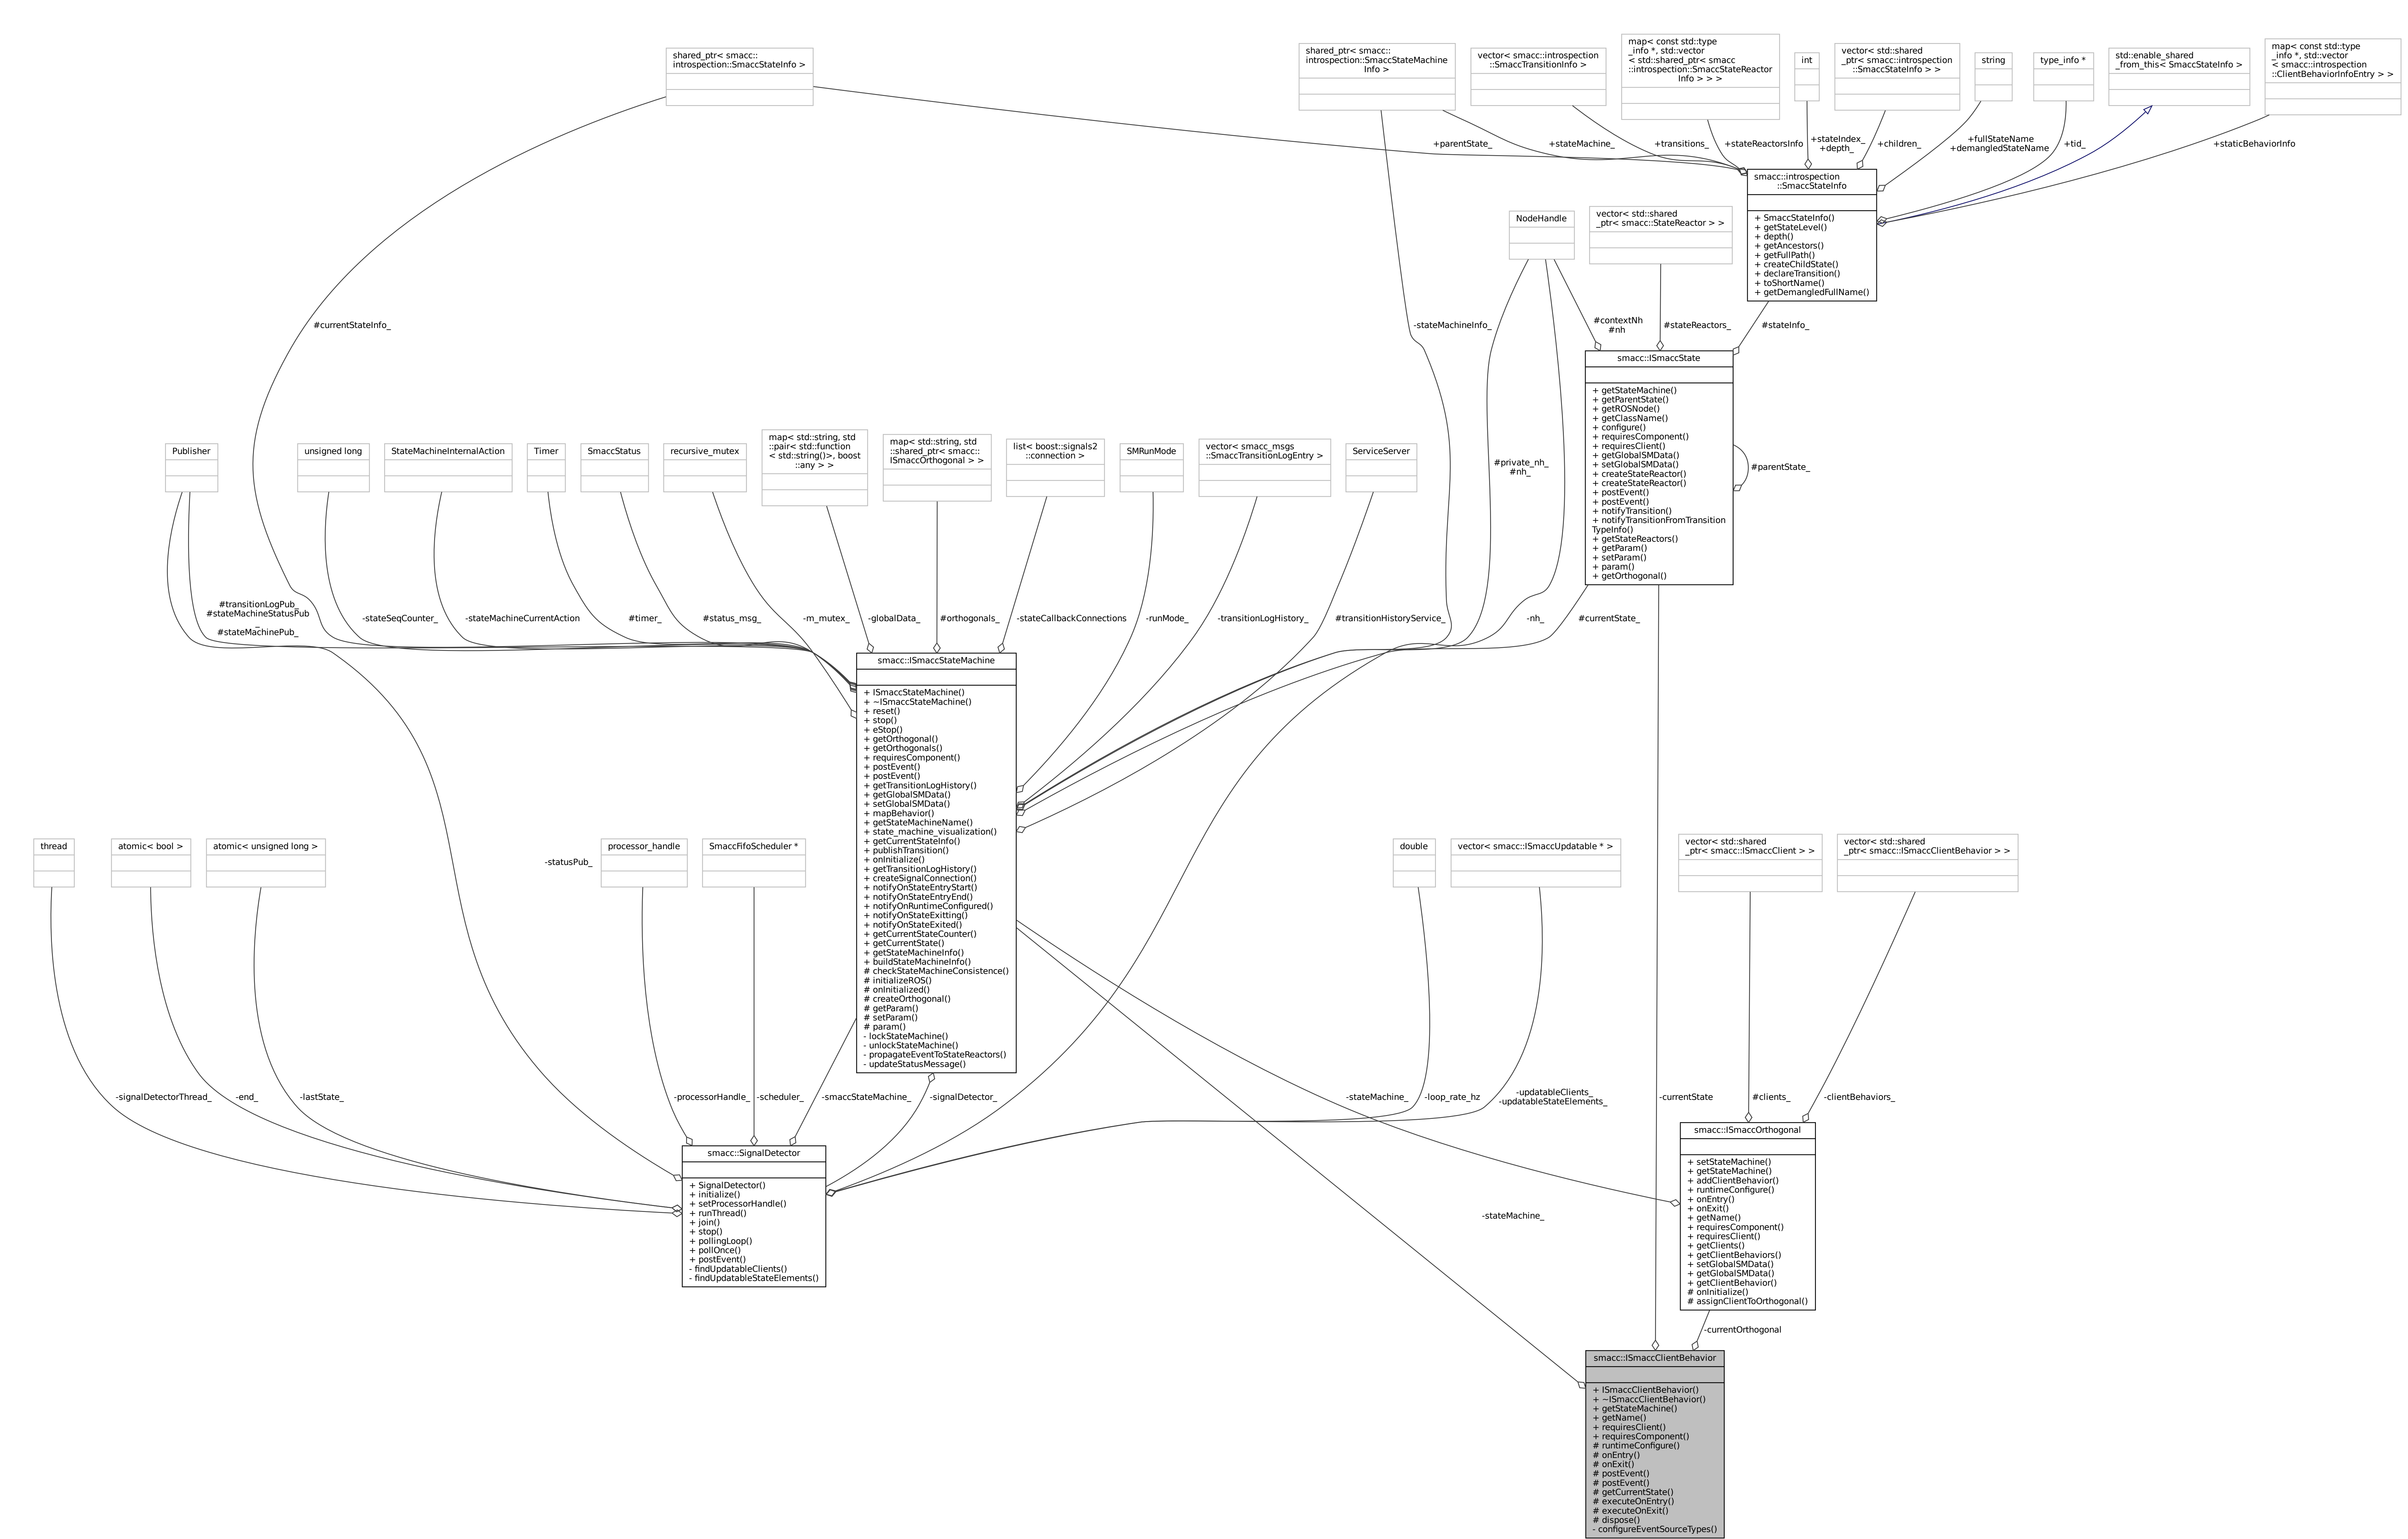 shared_ptr< smacc::
introspection::SmaccStateInfo >
shared_ptr< smacc::
introspection::SmaccStateMachine
Info >
vector< smacc::introspection
::SmaccTransitionInfo >
map< const std::type
_info *, std::vector
< std::shared_ptr< smacc
::introspection::SmaccStateReactor
Info > > >
int
vector< std::shared
_ptr< smacc::introspection
::SmaccStateInfo > >
string
type_info *
std::enable_shared
_from_this< SmaccStateInfo >
map< const std::type
_info *, std::vector
< smacc::introspection
::ClientBehaviorInfoEntry > >
+parentState_
+stateMachine_
+transitions_
+stateReactorsInfo
+stateIndex_
+depth_
+children_
+fullStateName
+demangledStateName
+tid_
+staticBehaviorInfo
smacc::introspection
::SmaccStateInfo
+ SmaccStateInfo()
+ getStateLevel()
+ depth()
+ getAncestors()
+ getFullPath()
+ createChildState()
+ declareTransition()
+ toShortName()
+ getDemangledFullName()
NodeHandle
vector< std::shared
_ptr< smacc::StateReactor > >
#currentStateInfo_
-stateMachineInfo_
#contextNh
#nh
#stateReactors_
#stateInfo_
smacc::ISmaccState
+ getStateMachine()
+ getParentState()
+ getROSNode()
+ getClassName()
+ configure()
+ requiresComponent()
+ requiresClient()
+ getGlobalSMData()
+ setGlobalSMData()
+ createStateReactor()
+ createStateReactor()
+ postEvent()
+ postEvent()
+ notifyTransition()
+ notifyTransitionFromTransition
TypeInfo()
+ getStateReactors()
+ getParam()
+ setParam()
+ param()
+ getOrthogonal()
#parentState_
Publisher
unsigned long
StateMachineInternalAction
Timer
SmaccStatus
recursive_mutex
map< std::string, std
::pair< std::function
< std::string()>, boost
::any > >
map< std::string, std
::shared_ptr< smacc::
ISmaccOrthogonal > >
list< boost::signals2
::connection >
SMRunMode
vector< smacc_msgs
::SmaccTransitionLogEntry >
ServiceServer
#private_nh_
#nh_
#transitionLogPub_
#stateMachineStatusPub
_
#stateMachinePub_
-stateSeqCounter_
-stateMachineCurrentAction
#timer_
#status_msg_
-m_mutex_
-globalData_
#orthogonals_
-stateCallbackConnections
-runMode_
-transitionLogHistory_
#transitionHistoryService_
-nh_
#currentState_
smacc::ISmaccStateMachine
+ ISmaccStateMachine()
+ ~ISmaccStateMachine()
+ reset()
+ stop()
+ eStop()
+ getOrthogonal()
+ getOrthogonals()
+ requiresComponent()
+ postEvent()
+ postEvent()
+ getTransitionLogHistory()
+ getGlobalSMData()
+ setGlobalSMData()
+ mapBehavior()
+ getStateMachineName()
+ state_machine_visualization()
+ getCurrentStateInfo()
+ publishTransition()
+ onInitialize()
+ getTransitionLogHistory()
+ createSignalConnection()
+ notifyOnStateEntryStart()
+ notifyOnStateEntryEnd()
+ notifyOnRuntimeConfigured()
+ notifyOnStateExitting()
+ notifyOnStateExited()
+ getCurrentStateCounter()
+ getCurrentState()
+ getStateMachineInfo()
+ buildStateMachineInfo()
# checkStateMachineConsistence()
# initializeROS()
# onInitialized()
# createOrthogonal()
# getParam()
# setParam()
# param()
- lockStateMachine()
- unlockStateMachine()
- propagateEventToStateReactors()
- updateStatusMessage()
thread
atomic< bool >
atomic< unsigned long >
-statusPub_
processor_handle
SmaccFifoScheduler *
double
vector< smacc::ISmaccUpdatable * >
vector< std::shared
_ptr< smacc::ISmaccClient > >
vector< std::shared
_ptr< smacc::ISmaccClientBehavior > >
-signalDetectorThread_
-end_
-lastState_
-processorHandle_
-scheduler_
-smaccStateMachine_
-signalDetector_
-stateMachine_
-loop_rate_hz
-updatableClients_
-updatableStateElements_
-currentState
#clients_
-clientBehaviors_
smacc::SignalDetector
+ SignalDetector()
+ initialize()
+ setProcessorHandle()
+ runThread()
+ join()
+ stop()
+ pollingLoop()
+ pollOnce()
+ postEvent()
- findUpdatableClients()
- findUpdatableStateElements()
smacc::ISmaccOrthogonal
+ setStateMachine()
+ getStateMachine()
+ addClientBehavior()
+ runtimeConfigure()
+ onEntry()
+ onExit()
+ getName()
+ requiresComponent()
+ requiresClient()
+ getClients()
+ getClientBehaviors()
+ setGlobalSMData()
+ getGlobalSMData()
+ getClientBehavior()
# onInitialize()
# assignClientToOrthogonal()
-stateMachine_
-currentOrthogonal
smacc::ISmaccClientBehavior
+ ISmaccClientBehavior()
+ ~ISmaccClientBehavior()
+ getStateMachine()
+ getName()
+ requiresClient()
+ requiresComponent()
# runtimeConfigure()
# onEntry()
# onExit()
# postEvent()
# postEvent()
# getCurrentState()
# executeOnEntry()
# executeOnExit()
# dispose()
- configureEventSourceTypes()